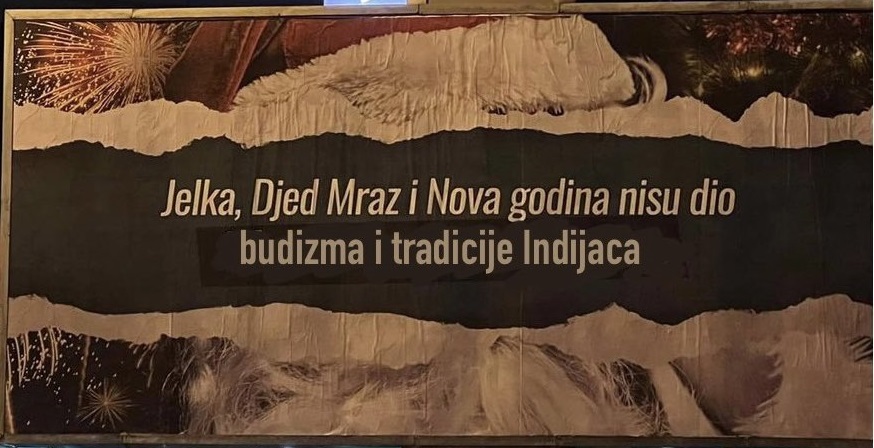 Jelka, Djed Mraz i Nova godina nisu dio
budizma i tradicije Indijaca